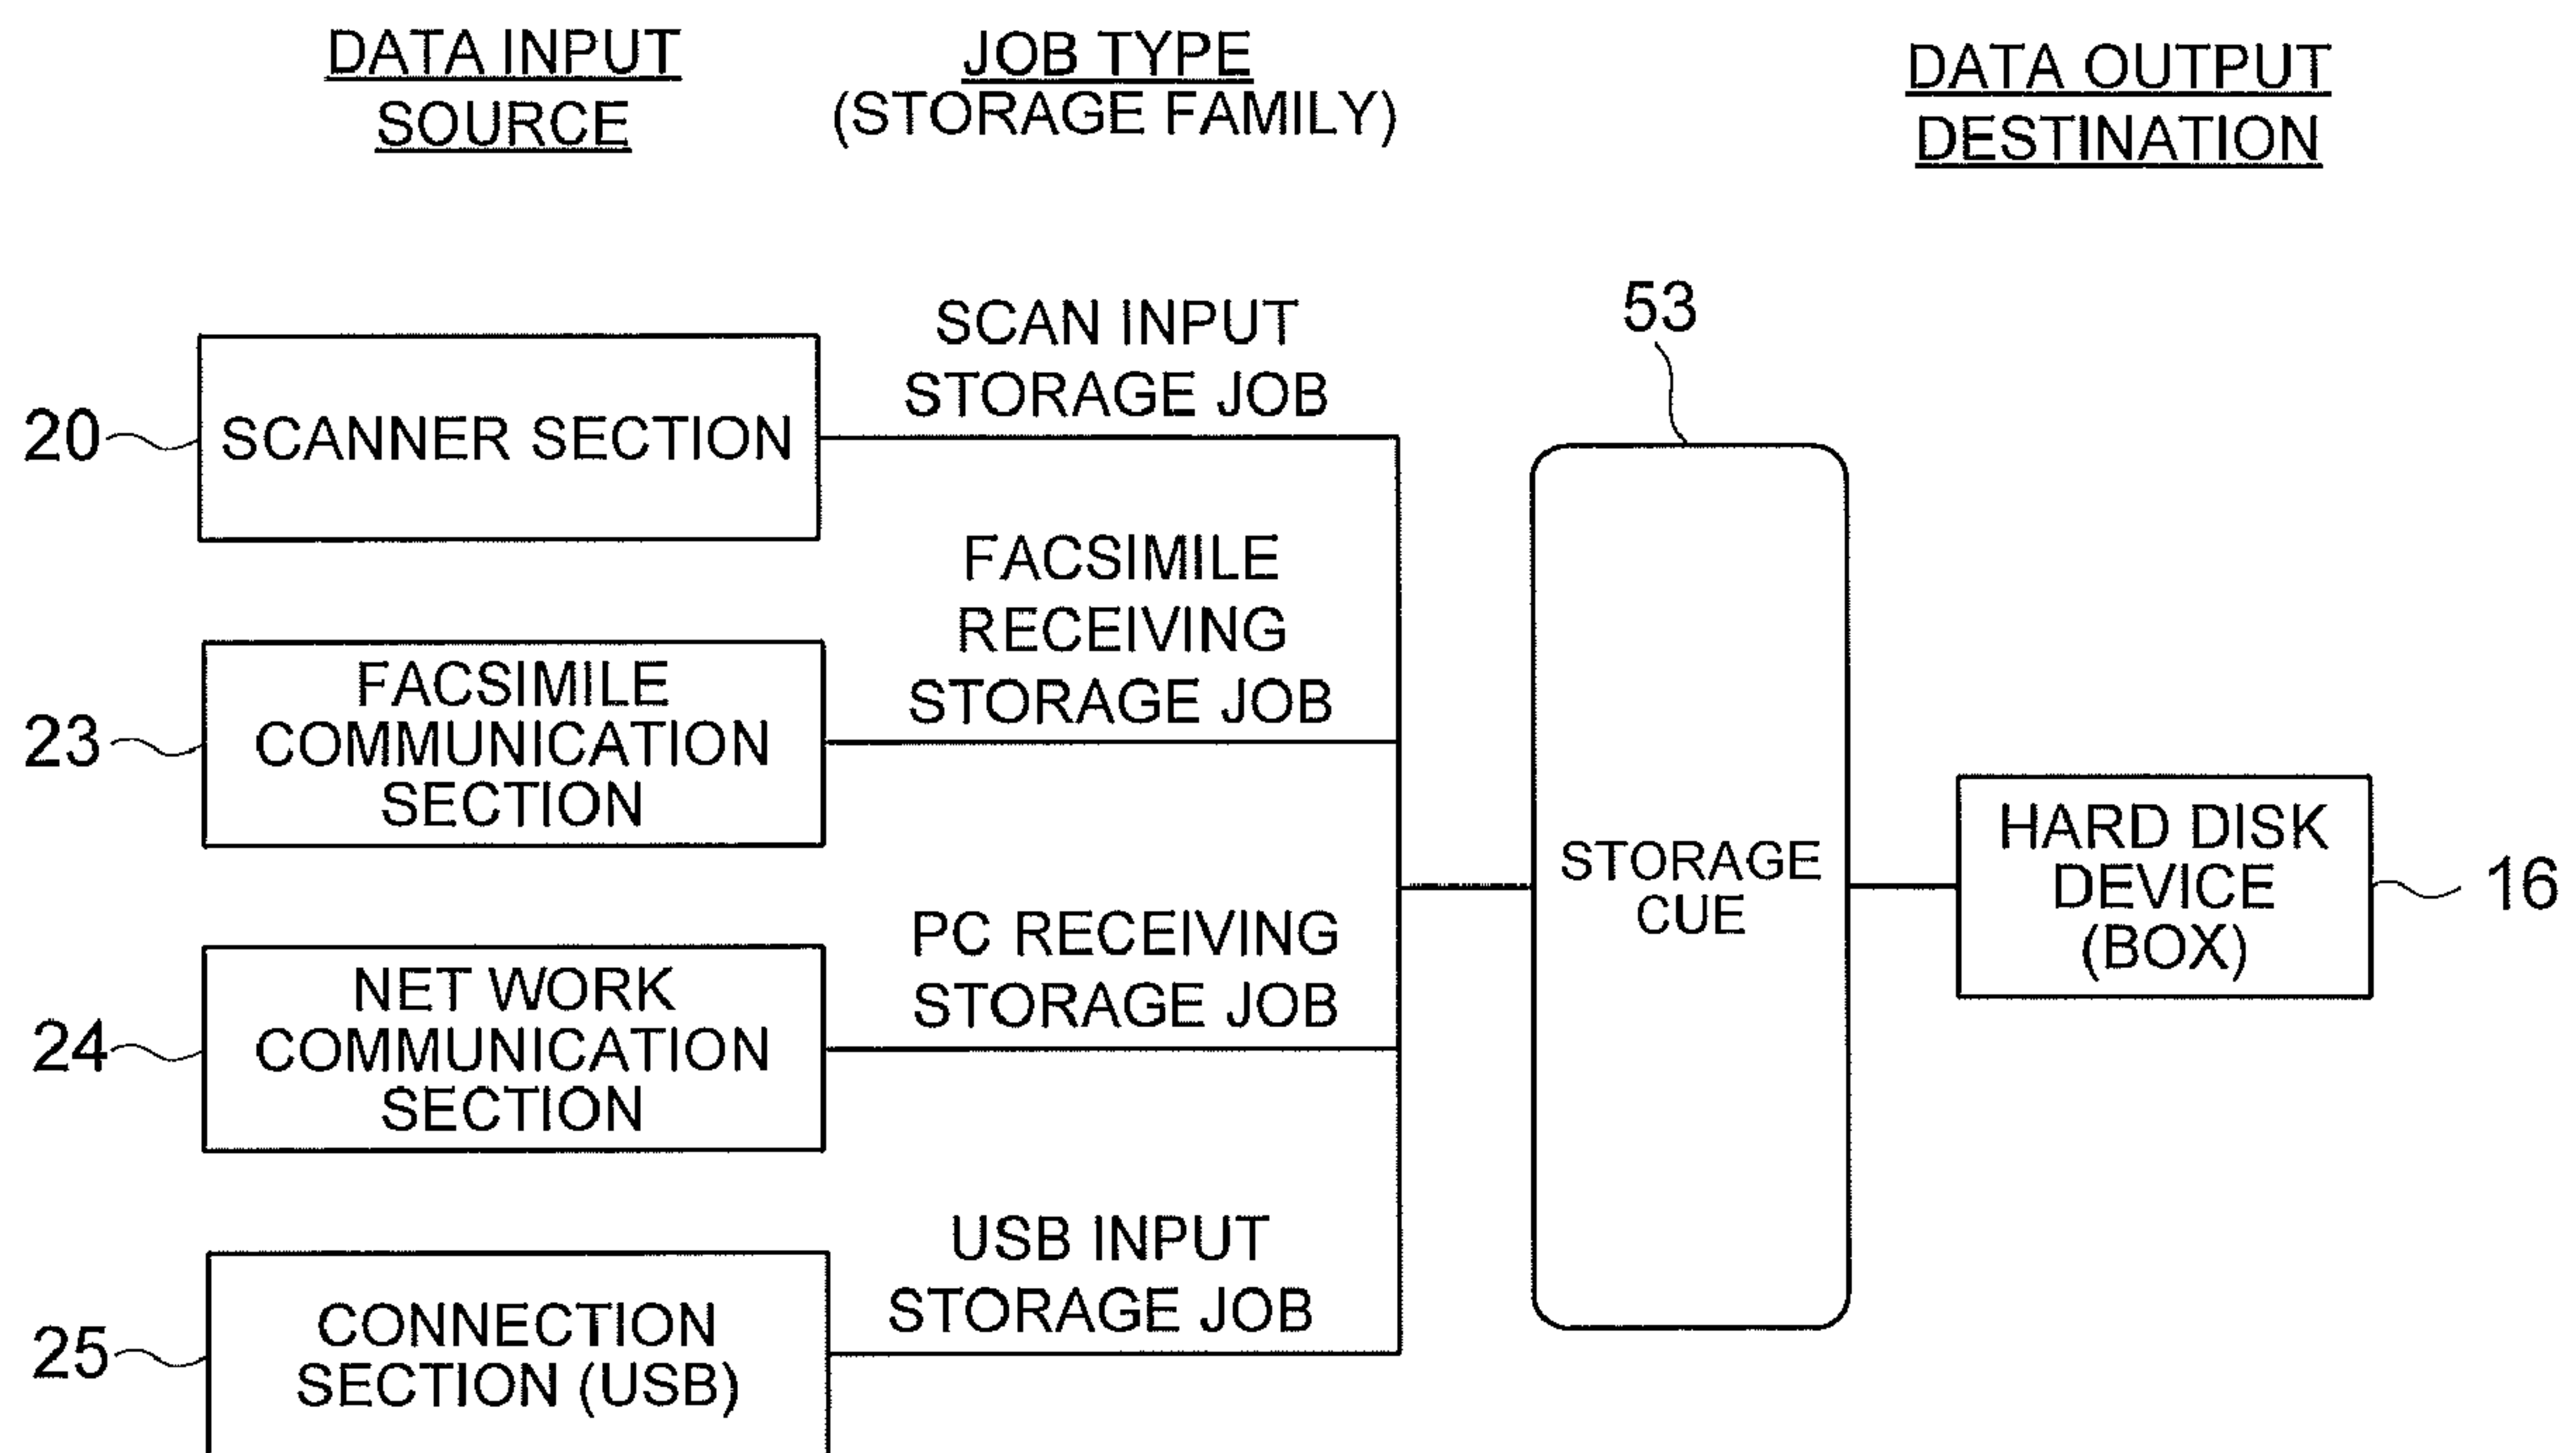 DATA INPUT
SOURCE
JOB TYPE
(STORAGE FAMILY)
DATA OUTPUT
DESTINATION
20
SCANNER SECTION
SCAN INPUT
STORAGE JOB
23
FACSIMILE
COMMUNICATION
SECTION
FACSIMILE
RECEIVING
STORAGE JOB
24
NET WORK
COMMUNICATION
SECTION
PC RECEIVING
STORAGE JOB
25
CONNECTION
SECTION (USB)
USB INPUT
STORAGE JOB
53
STORAGE
CUE
HARD DISK
DEVICE
(BOX)
16